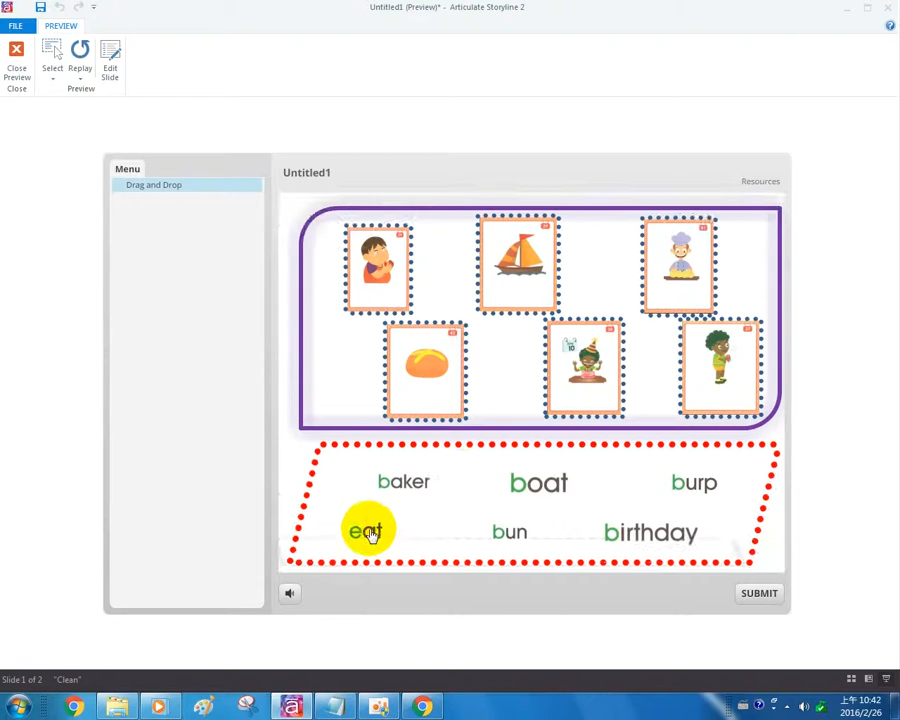 Untitled1 (Preview)* - Articulate Storyline 2
FILE PREVIEW
Close Preview
Select
Replay
Edit Slide
Close
Preview
Menu
Drag and Drop
Untitled1
Resources
10
baker boat burp
eat bun birthday
SUBMIT
Slide 1 of 2 "Clean"
上午 10:42
2016/2/26